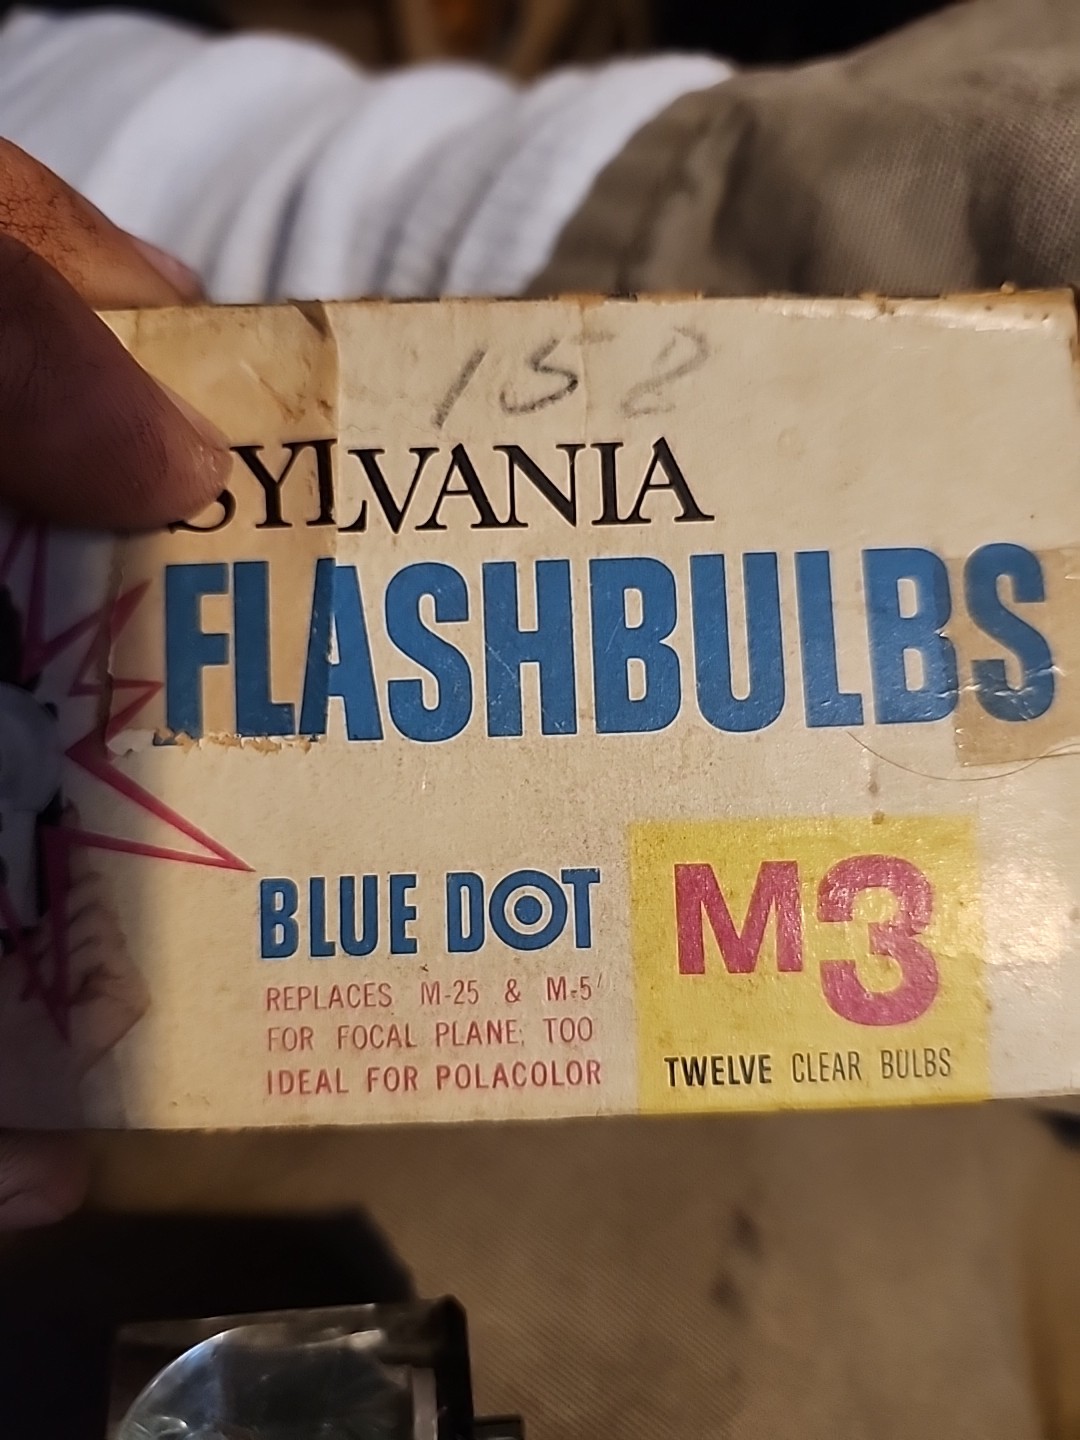 152
SYLVANIA
FLASHBULBS
BLUE DOT
REPLACES M-25 & M-5
FOR FOCAL PLANE, TOO
IDEAL FOR POLACOLOR
M3
TWELVE CLEAR BULBS